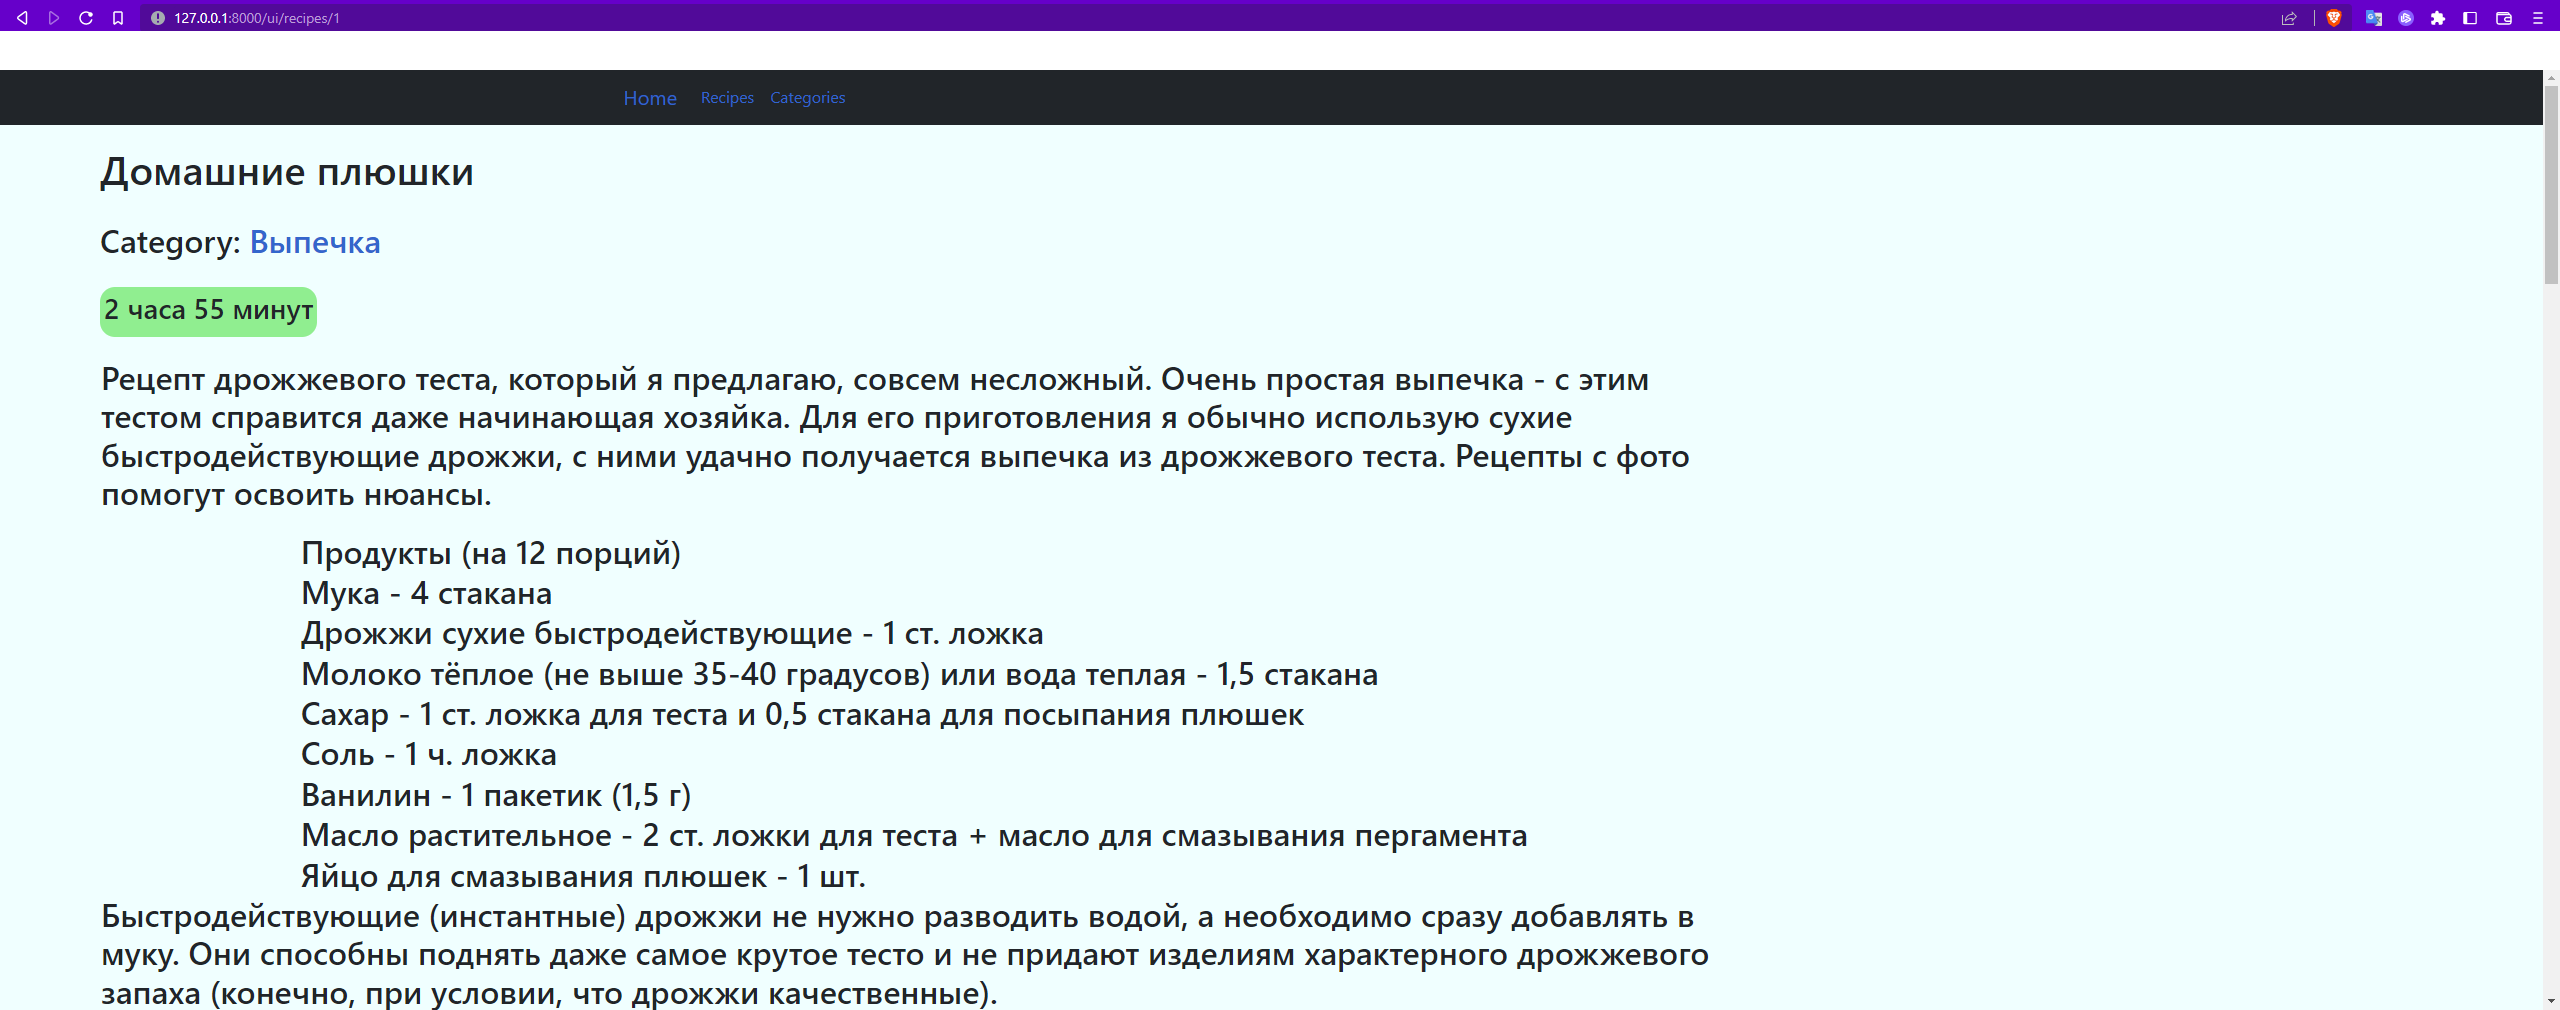 127.0.0.1:8000/ui/recipes/1
Home Recipes Categories
Домашние плюшки
Category: Выпечка
2 часа 55 минут
Рецепт дрожжевого теста, который я предлагаю, совсем несложный. Очень простая выпечка - с этим
тестом справится даже начинающая хозяйка. Для его приготовления я обычно использую сухие
быстродействующие дрожжи, с ними удачно получается выпечка из дрожжевого теста. Рецепты с фото
помогут освоить нюансы.
Продукты (на 12 порций)
Мука - 4 стакана
Дрожжи сухие быстродействующие - 1 ст. ложка
Молоко тёплое (не выше 35-40 градусов) или вода теплая - 1,5 стакана
Сахар - 1 ст. ложка для теста и 0,5 стакана для посыпания плюшек
Соль - 1 ч. ложка
Ванилин - 1 пакетик (1,5 г)
Масло растительное - 2 ст. ложки для теста + масло для смазывания пергамента
Яйцо для смазывания плюшек - 1 шт.
Быстродействующие (инстантные) дрожжи не нужно разводить водой, а необходимо сразу добавлять в
муку. Они способны поднять даже самое крутое тесто и не придают изделиям характерного дрожжевого
запаха (конечно, при условии, что дрожжи качественные).